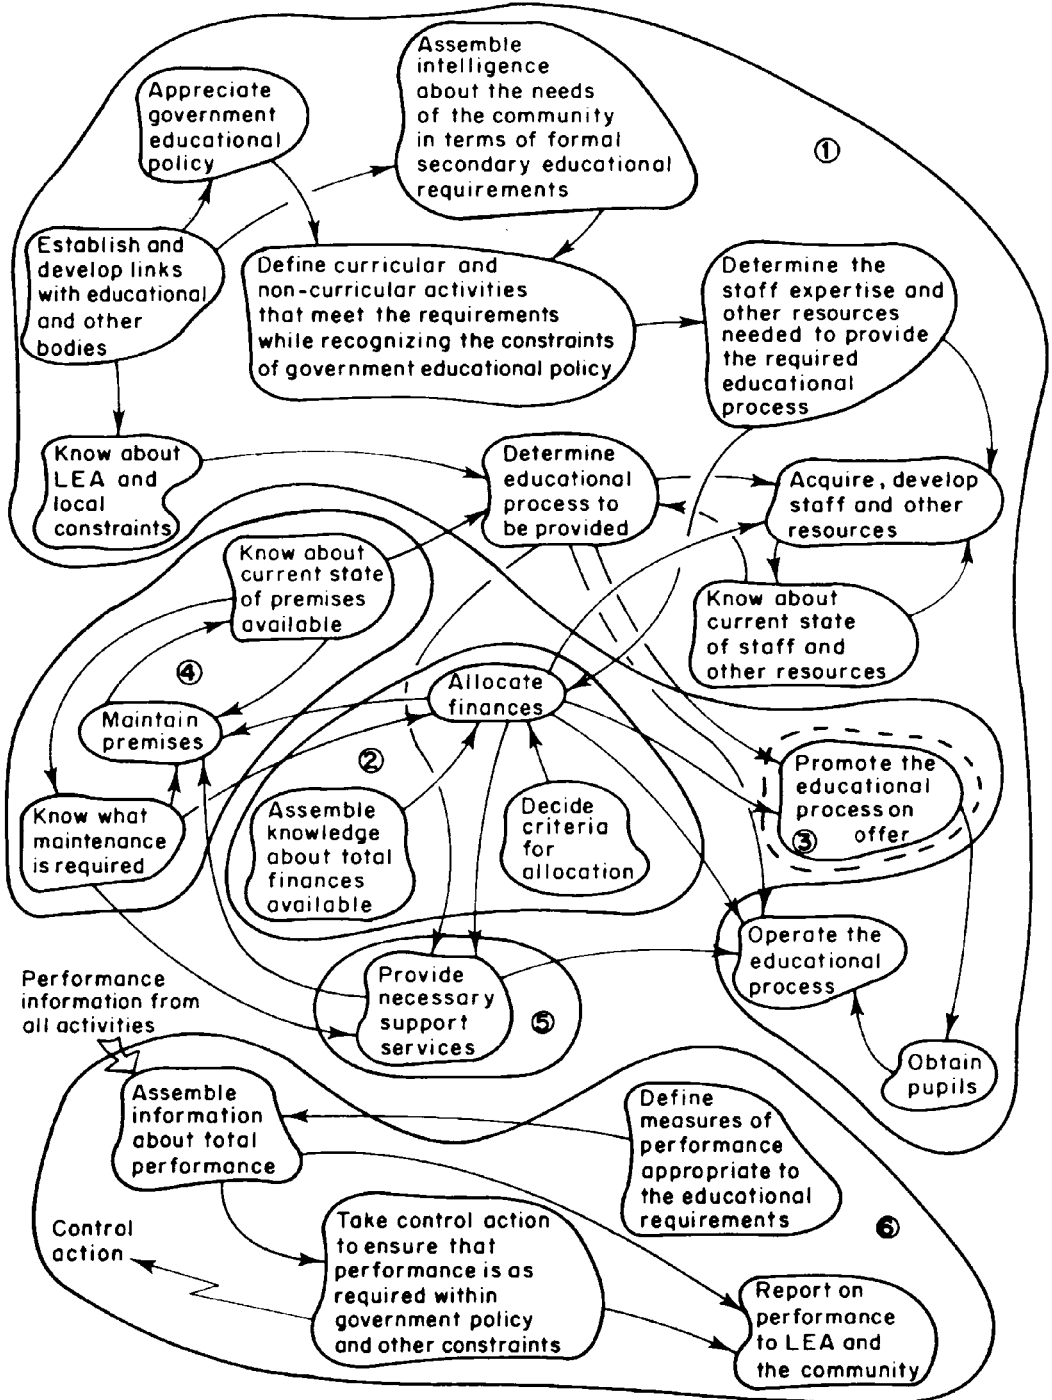 Assemble
intelligence
about the needs
of the community
in terms of formal
secondary educational
requirements
①
Appreciate
government
educational
policy
Establish and
develop links
with educational
and other
bodies
Define curricular and
non-curricular activities
that meet the requirements
while recognizing the constraints
of government educational policy
Determine the
staff expertise and
other resources
needed to provide
the required
educational
process
Know about
LEA and
local
constraints
Determine
educational
process to
be provided
Acquire, develop
staff and other
resources
Know about
current state
of premises
available
Know about
current state
of staff and
other resources
④
Maintain
premises
Allocate
finances
②
Know what
maintenance
is required
Assemble
knowledge
about total
finances
available
Decide
criteria
for
allocation
Promote the
educational
process on
offer
③
Operate the
educational
process
Provide
necessary
support
services
⑤
Obtain
pupils
Performance
information from
all activities
Assemble
information
about total
performance
Define
measures of
performance
appropriate to
the educational
requirements
⑥
Control
action
Take control action
to ensure that
performance is as
required within
government policy
and other constraints
Report on
performance
to LEA and
the community